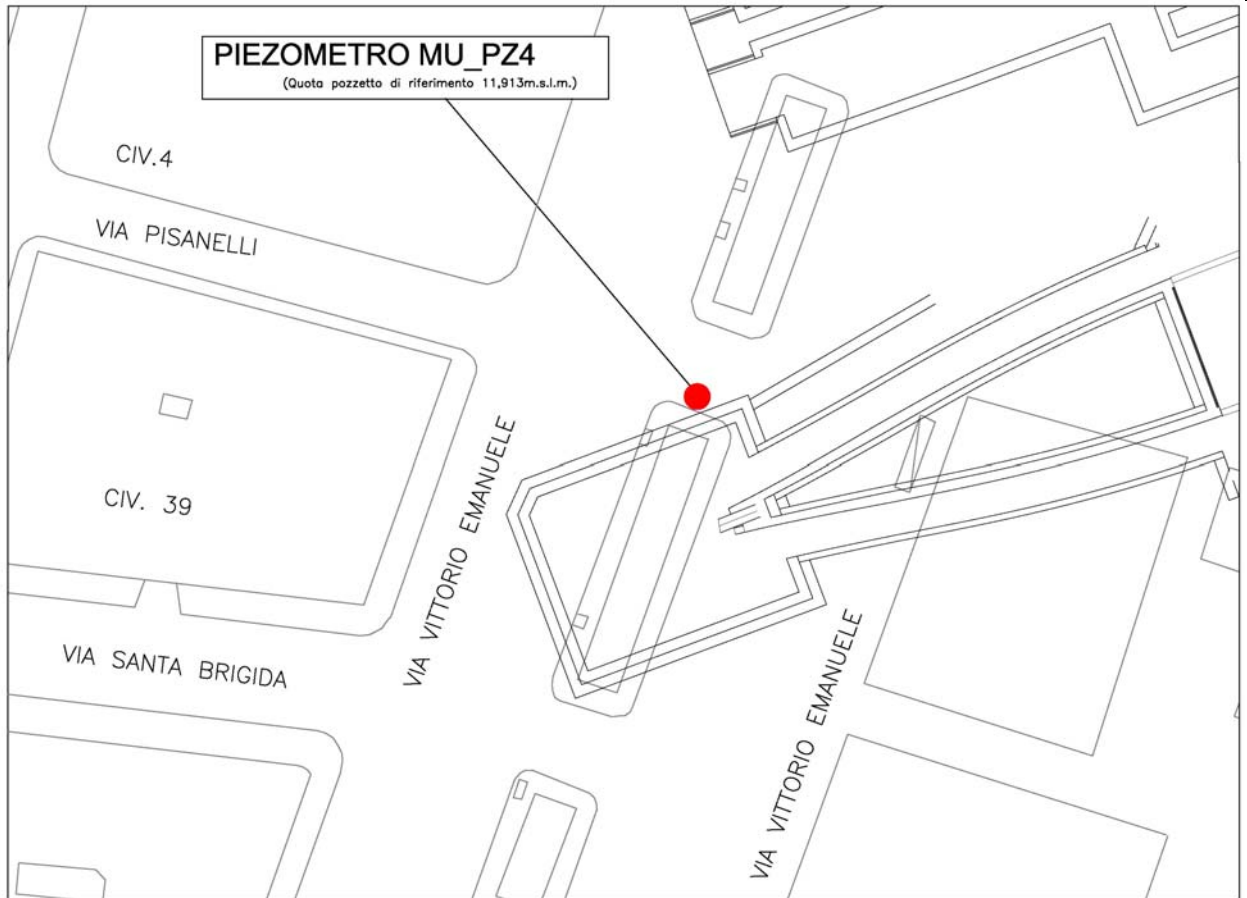 PIEZOMETRO MU_PZ4
(Quota pozzetto di riferimento 11,913m.s.l.m.)
CIV.4
VIA PISANELLI
CIV. 39
VIA VITTORIO EMANUELE
VIA SANTA BRIGIDA
VIA VITTORIO EMANUELE